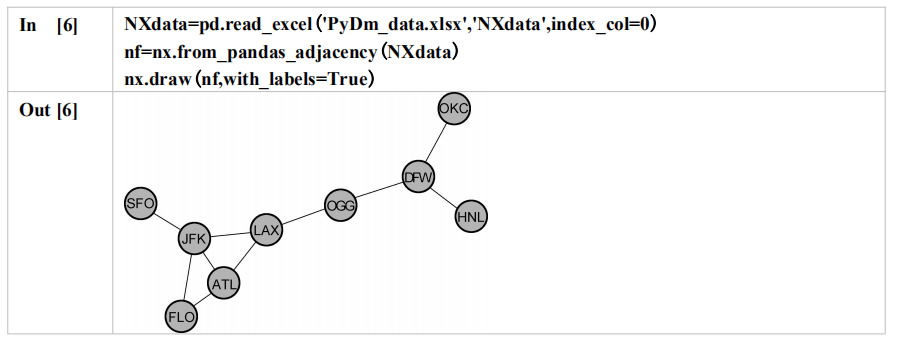 In [6]
NXdata=pd.read_excel('PyDm_data.xlsx','NXdata',index_col=0)
nf=nx.from_pandas_adjacency(NXdata)
nx.draw(nf,with_labels=True)
Out [6]
OKC
DFW
SFO
OGG
HNL
LAX
JFK
ATL
FLO